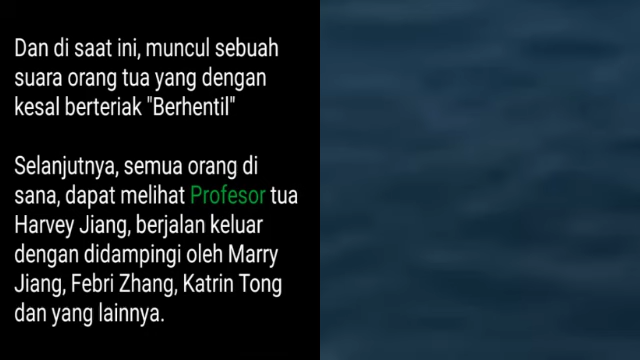 Dan di saat ini, muncul sebuah
suara orang tua yang dengan
kesal berteriak "Berhentil"
Selanjutnya, semua orang di
sana, dapat melihat Profesor tua
Harvey Jiang, berjalan keluar
dengan didampingi oleh Marry
Jiang, Febri Zhang, Katrin Tong
dan yang lainnya.